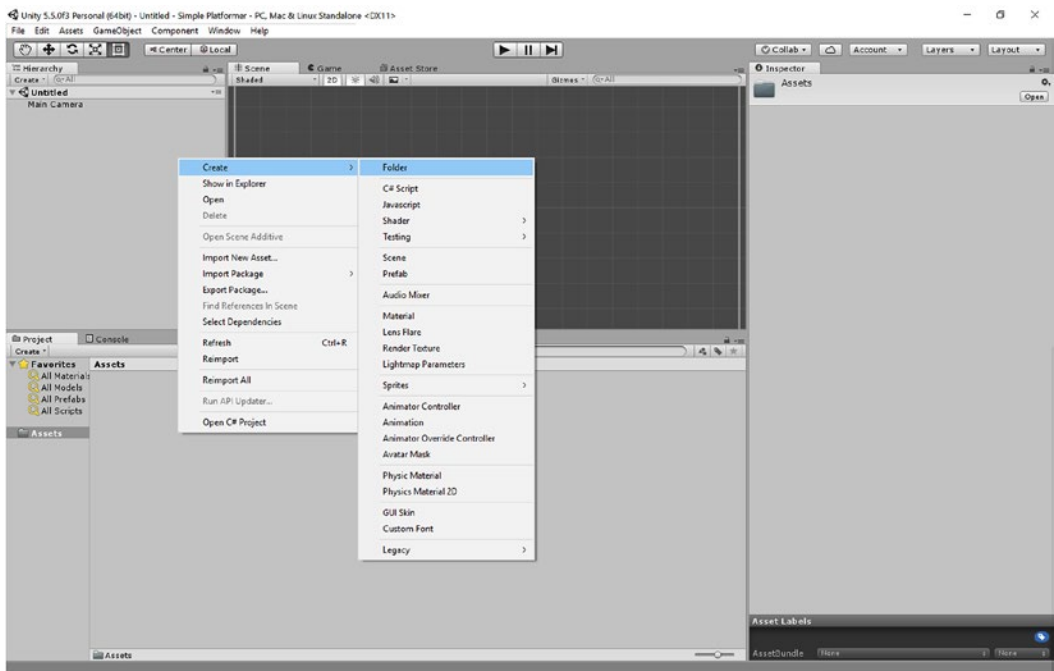 Unity 5.5.0f3 Personal (64bit) - Untitled - Simple Platformer - PC, Mac & Linux Standalone <DX11>
File Edit Assets GameObject Component Window Help
Center Local Collab Account Layers Layout
Hierarchy
Create All
Untitled
Main Camera
Scene Game Asset Store
Shaded 2D Gizmos All
Inspector
Assets
Open
Create
Show in Explorer
Open
Delete
Open Scene Additive
Import New Asset...
Import Package
Export Package...
Find References In Scene
Select Dependencies
Refresh Ctrl+R
Reimport
Reimport All
Run API Updater...
Open C# Project
Folder
C# Script
Javascript
Shader
Testing
Scene
Prefab
Audio Mixer
Material
Lens Flare
Render Texture
Lightmap Parameters
Sprites
Animator Controller
Animation
Animator Override Controller
Avatar Mask
Physic Material
Physics Material 2D
GUI Skin
Custom Font
Legacy
Project Console
Create
Favorites
All Materials
All Models
All Prefabs
All Scripts
Assets
Assets
Assets
Asset Labels
AssetBundle None None